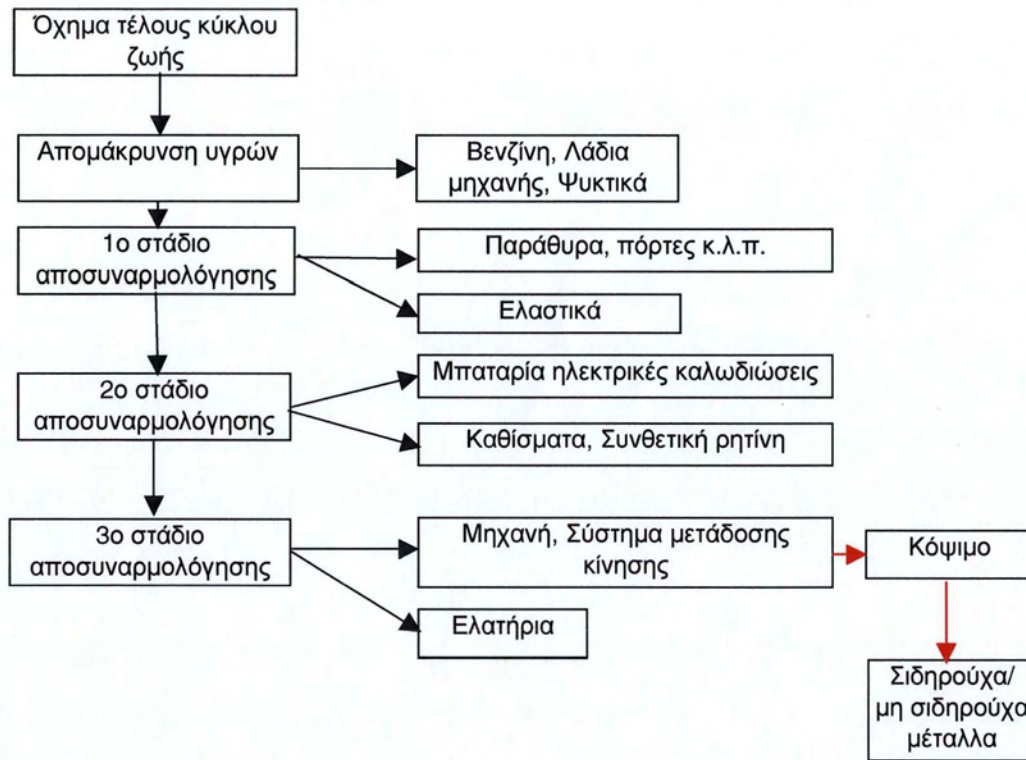 Όχημα τέλους κύκλου
ζωής
Απομάκρυνση υγρών
Βενζίνη, Λάδια
μηχανής, Ψυκτικά
1ο στάδιο
αποσυναρμολόγησης
Παράθυρα, πόρτες κ.λ.π.
Ελαστικά
2ο στάδιο
αποσυναρμολόγησης
Μπαταρία ηλεκτρικές καλωδιώσεις
Καθίσματα, Συνθετική ρητίνη
3ο στάδιο
αποσυναρμολόγησης
Μηχανή, Σύστημα μετάδοσης
κίνησης
Κόψιμο
Ελατήρια
Σιδηρούχα/
μη σιδηρούχα
μέταλλα